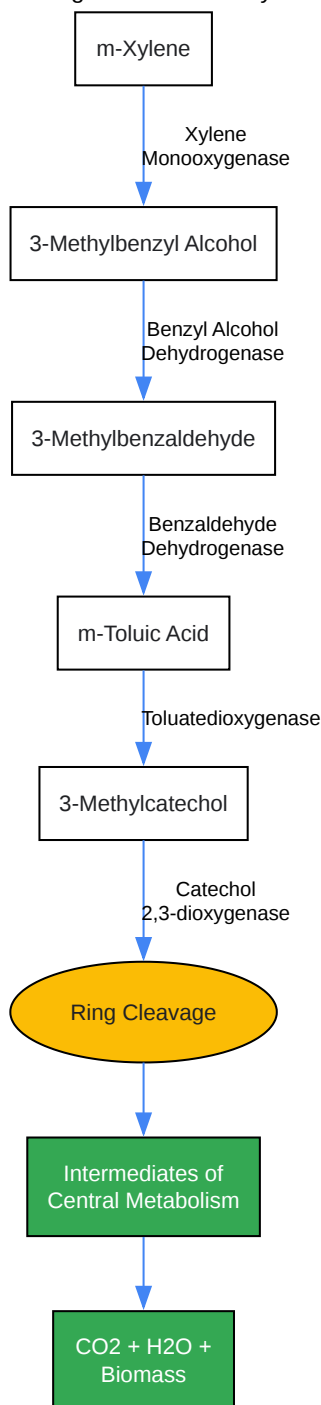 m-Xylene
Xylene
Monooxygenase
3-Methylbenzyl Alcohol
Benzyl Alcohol
Dehydrogenase
3-Methylbenzaldehyde
Benzaldehyde
Dehydrogenase
m-Toluic Acid
Toluatedioxygenase
3-Methylcatechol
Catechol
2,3-dioxygenase
Ring Cleavage
Intermediates of
Central Metabolism
CO2 + H2O +
Biomass